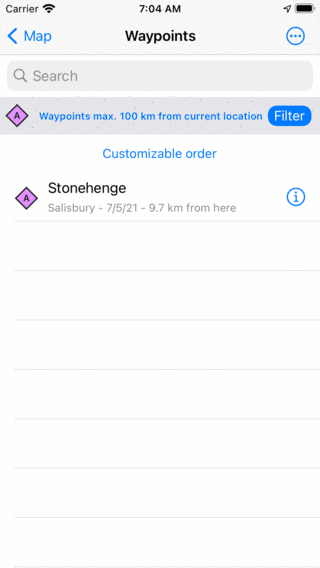 Carrier 7:04 AM
Map Waypoints
Search
A Waypoints max. 100 km from current location Filter
Customizable order
A Stonehenge
Salisbury - 7/5/21 - 9.7 km from here